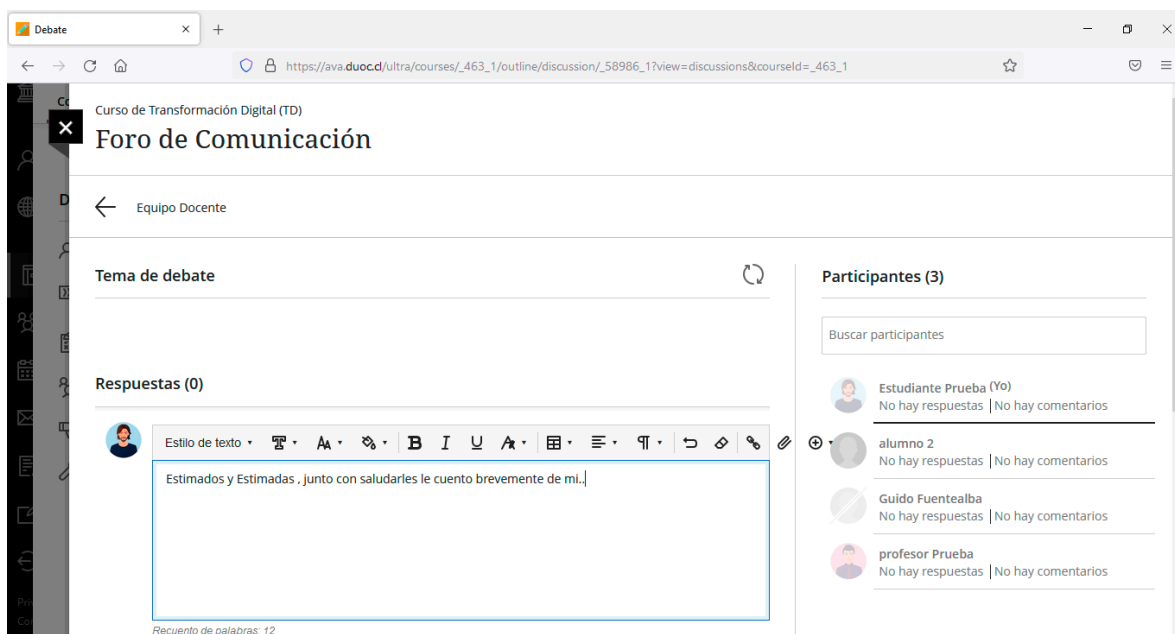 Debate
https://ava.duoc.cl/ultra/courses/_463_1/outline/discussion/_58986_1?view=discussions&courseId=_463_1
Curso de Transformación Digital (TD)
Foro de Comunicación
Equipo Docente
Tema de debate
Participantes (3)
Buscar participantes
Respuestas (0)
Estudiante Prueba (Yo)
No hay respuestas | No hay comentarios
Estilo de texto
alumno 2
No hay respuestas | No hay comentarios
Estimados y Estimadas , junto con saludarles le cuento brevemente de mi..
Guido Fuentealba
No hay respuestas | No hay comentarios
profesor Prueba
No hay respuestas | No hay comentarios
Recuento de palabras: 12